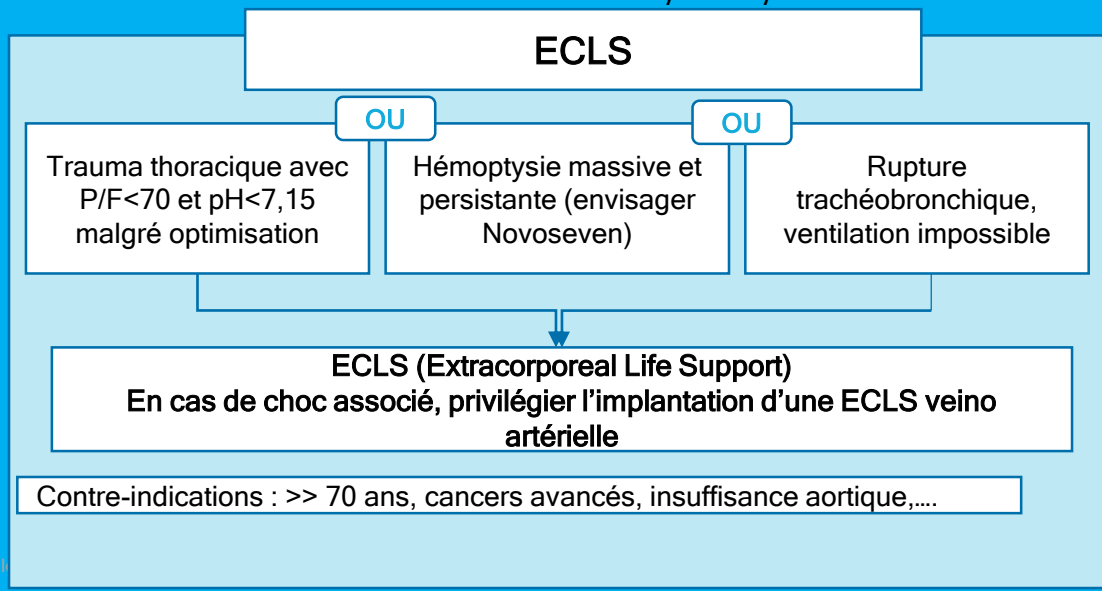 ECLS
OU
OU
Trauma thoracique avec
P/F<70 et pH<7,15
malgré optimisation
Hémoptysie massive et
persistante (envisager
Novoseven)
Rupture
trachéobronchique,
ventilation impossible
ECLS (Extracorporeal Life Support)
En cas de choc associé, privilégier l’implantation d’une ECLS veino
artérielle
Contre-indications : >> 70 ans, cancers avancés, insuffisance aortique,....